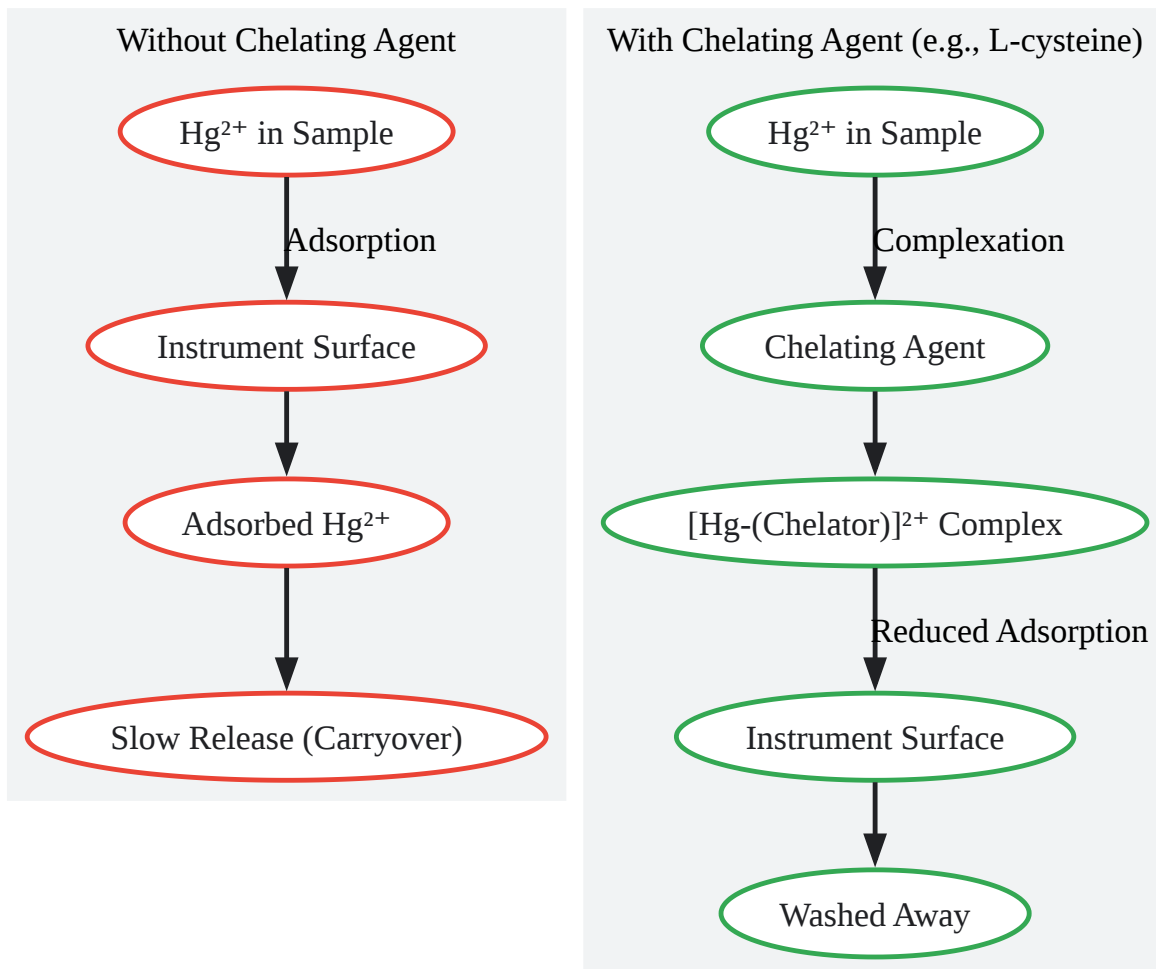 Without Chelating Agent
Hg²⁺ in Sample
Adsorption
Instrument Surface
Adsorbed Hg²⁺
Slow Release (Carryover)
With Chelating Agent (e.g., L-cysteine)
Hg²⁺ in Sample
Complexation
Chelating Agent
[Hg-(Chelator)]²⁺ Complex
Reduced Adsorption
Instrument Surface
Washed Away